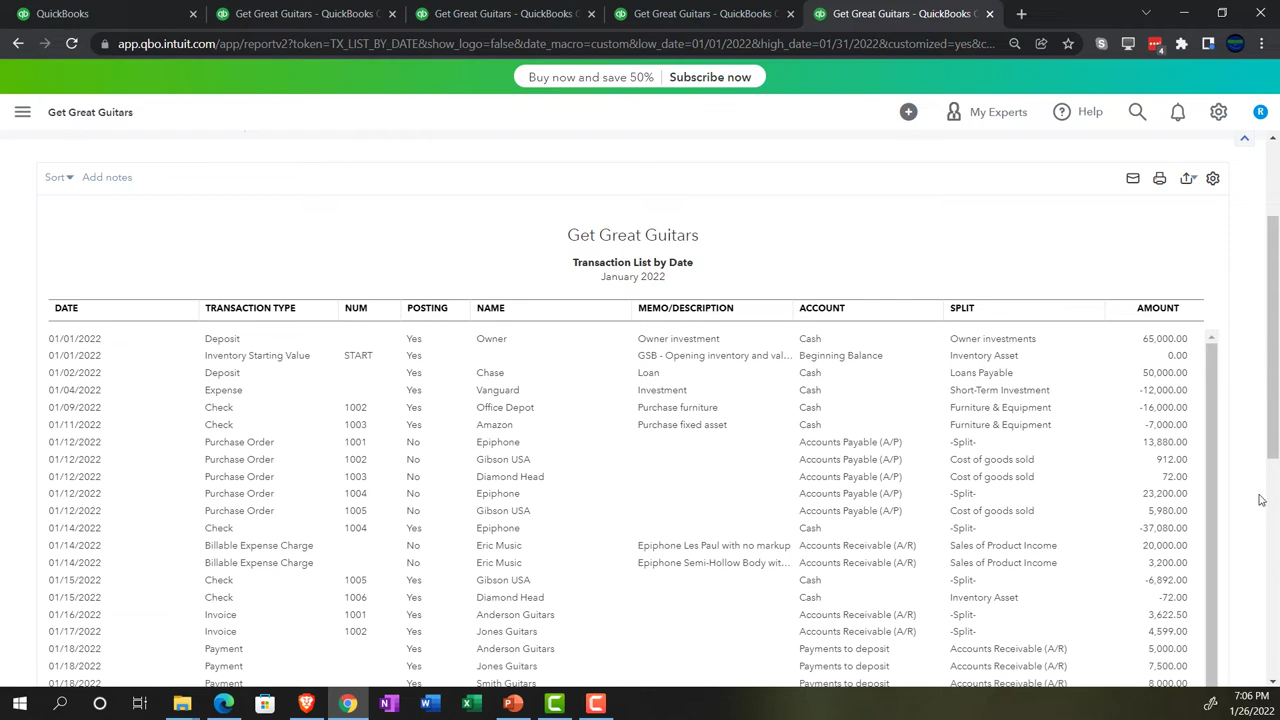 QuickBooks
Get Great Guitars - QuickBooks C
Get Great Guitars - QuickBooks C
Get Great Guitars - QuickBooks C
Get Great Guitars - QuickBooks C
app.qbo.intuit.com/app/reportv2?token=TX_LIST_BY_DATE&show_logo=false&date_macro=custom&low_date=01/01/2022&high_date=01/31/2022&customized=yes&c...
4
Buy now and save 50% Subscribe now
Get Great Guitars My Experts Help R
Sort Add notes
Get Great Guitars
Transaction List by Date
January 2022
DATE TRANSACTION TYPE NUM POSTING NAME MEMO/DESCRIPTION ACCOUNT SPLIT AMOUNT
01/01/2022 Deposit Yes Owner Owner investment Cash Owner investments 65,000.00
01/01/2022 Inventory Starting Value START Yes GSB - Opening inventory and val... Beginning Balance Inventory Asset 0.00
01/02/2022 Deposit Yes Chase Loan Cash Loans Payable 50,000.00
01/04/2022 Expense Yes Vanguard Investment Cash Short-Term Investment -12,000.00
01/09/2022 Check 1002 Yes Office Depot Purchase furniture Cash Furniture & Equipment -16,000.00
01/11/2022 Check 1003 Yes Amazon Purchase fixed asset Cash Furniture & Equipment -7,000.00
01/12/2022 Purchase Order 1001 No Epiphone Accounts Payable (A/P) -Split- 13,880.00
01/12/2022 Purchase Order 1002 No Gibson USA Accounts Payable (A/P) Cost of goods sold 912.00
01/12/2022 Purchase Order 1003 No Diamond Head Accounts Payable (A/P) Cost of goods sold 72.00
01/12/2022 Purchase Order 1004 No Epiphone Accounts Payable (A/P) -Split- 23,200.00
01/12/2022 Purchase Order 1005 No Gibson USA Accounts Payable (A/P) Cost of goods sold 5,980.00
01/14/2022 Check 1004 Yes Epiphone Cash -Split- -37,080.00
01/14/2022 Billable Expense Charge No Eric Music Epiphone Les Paul with no markup Accounts Receivable (A/R) Sales of Product Income 20,000.00
01/14/2022 Billable Expense Charge No Eric Music Epiphone Semi-Hollow Body wit... Accounts Receivable (A/R) Sales of Product Income 3,200.00
01/15/2022 Check 1005 Yes Gibson USA Cash -Split- -6,892.00
01/15/2022 Check 1006 Yes Diamond Head Cash Inventory Asset -72.00
01/16/2022 Invoice 1001 Yes Anderson Guitars Accounts Receivable (A/R) -Split- 3,622.50
01/17/2022 Invoice 1002 Yes Jones Guitars Accounts Receivable (A/R) -Split- 4,599.00
01/18/2022 Payment Yes Anderson Guitars Payments to deposit Accounts Receivable (A/R) 5,000.00
01/18/2022 Payment Yes Jones Guitars Payments to deposit Accounts Receivable (A/R) 7,500.00
01/18/2022 Payment Yes Smith Guitars Payments to deposit Accounts Receivable (A/R) 8,000.00
7:06 PM
1/26/2022